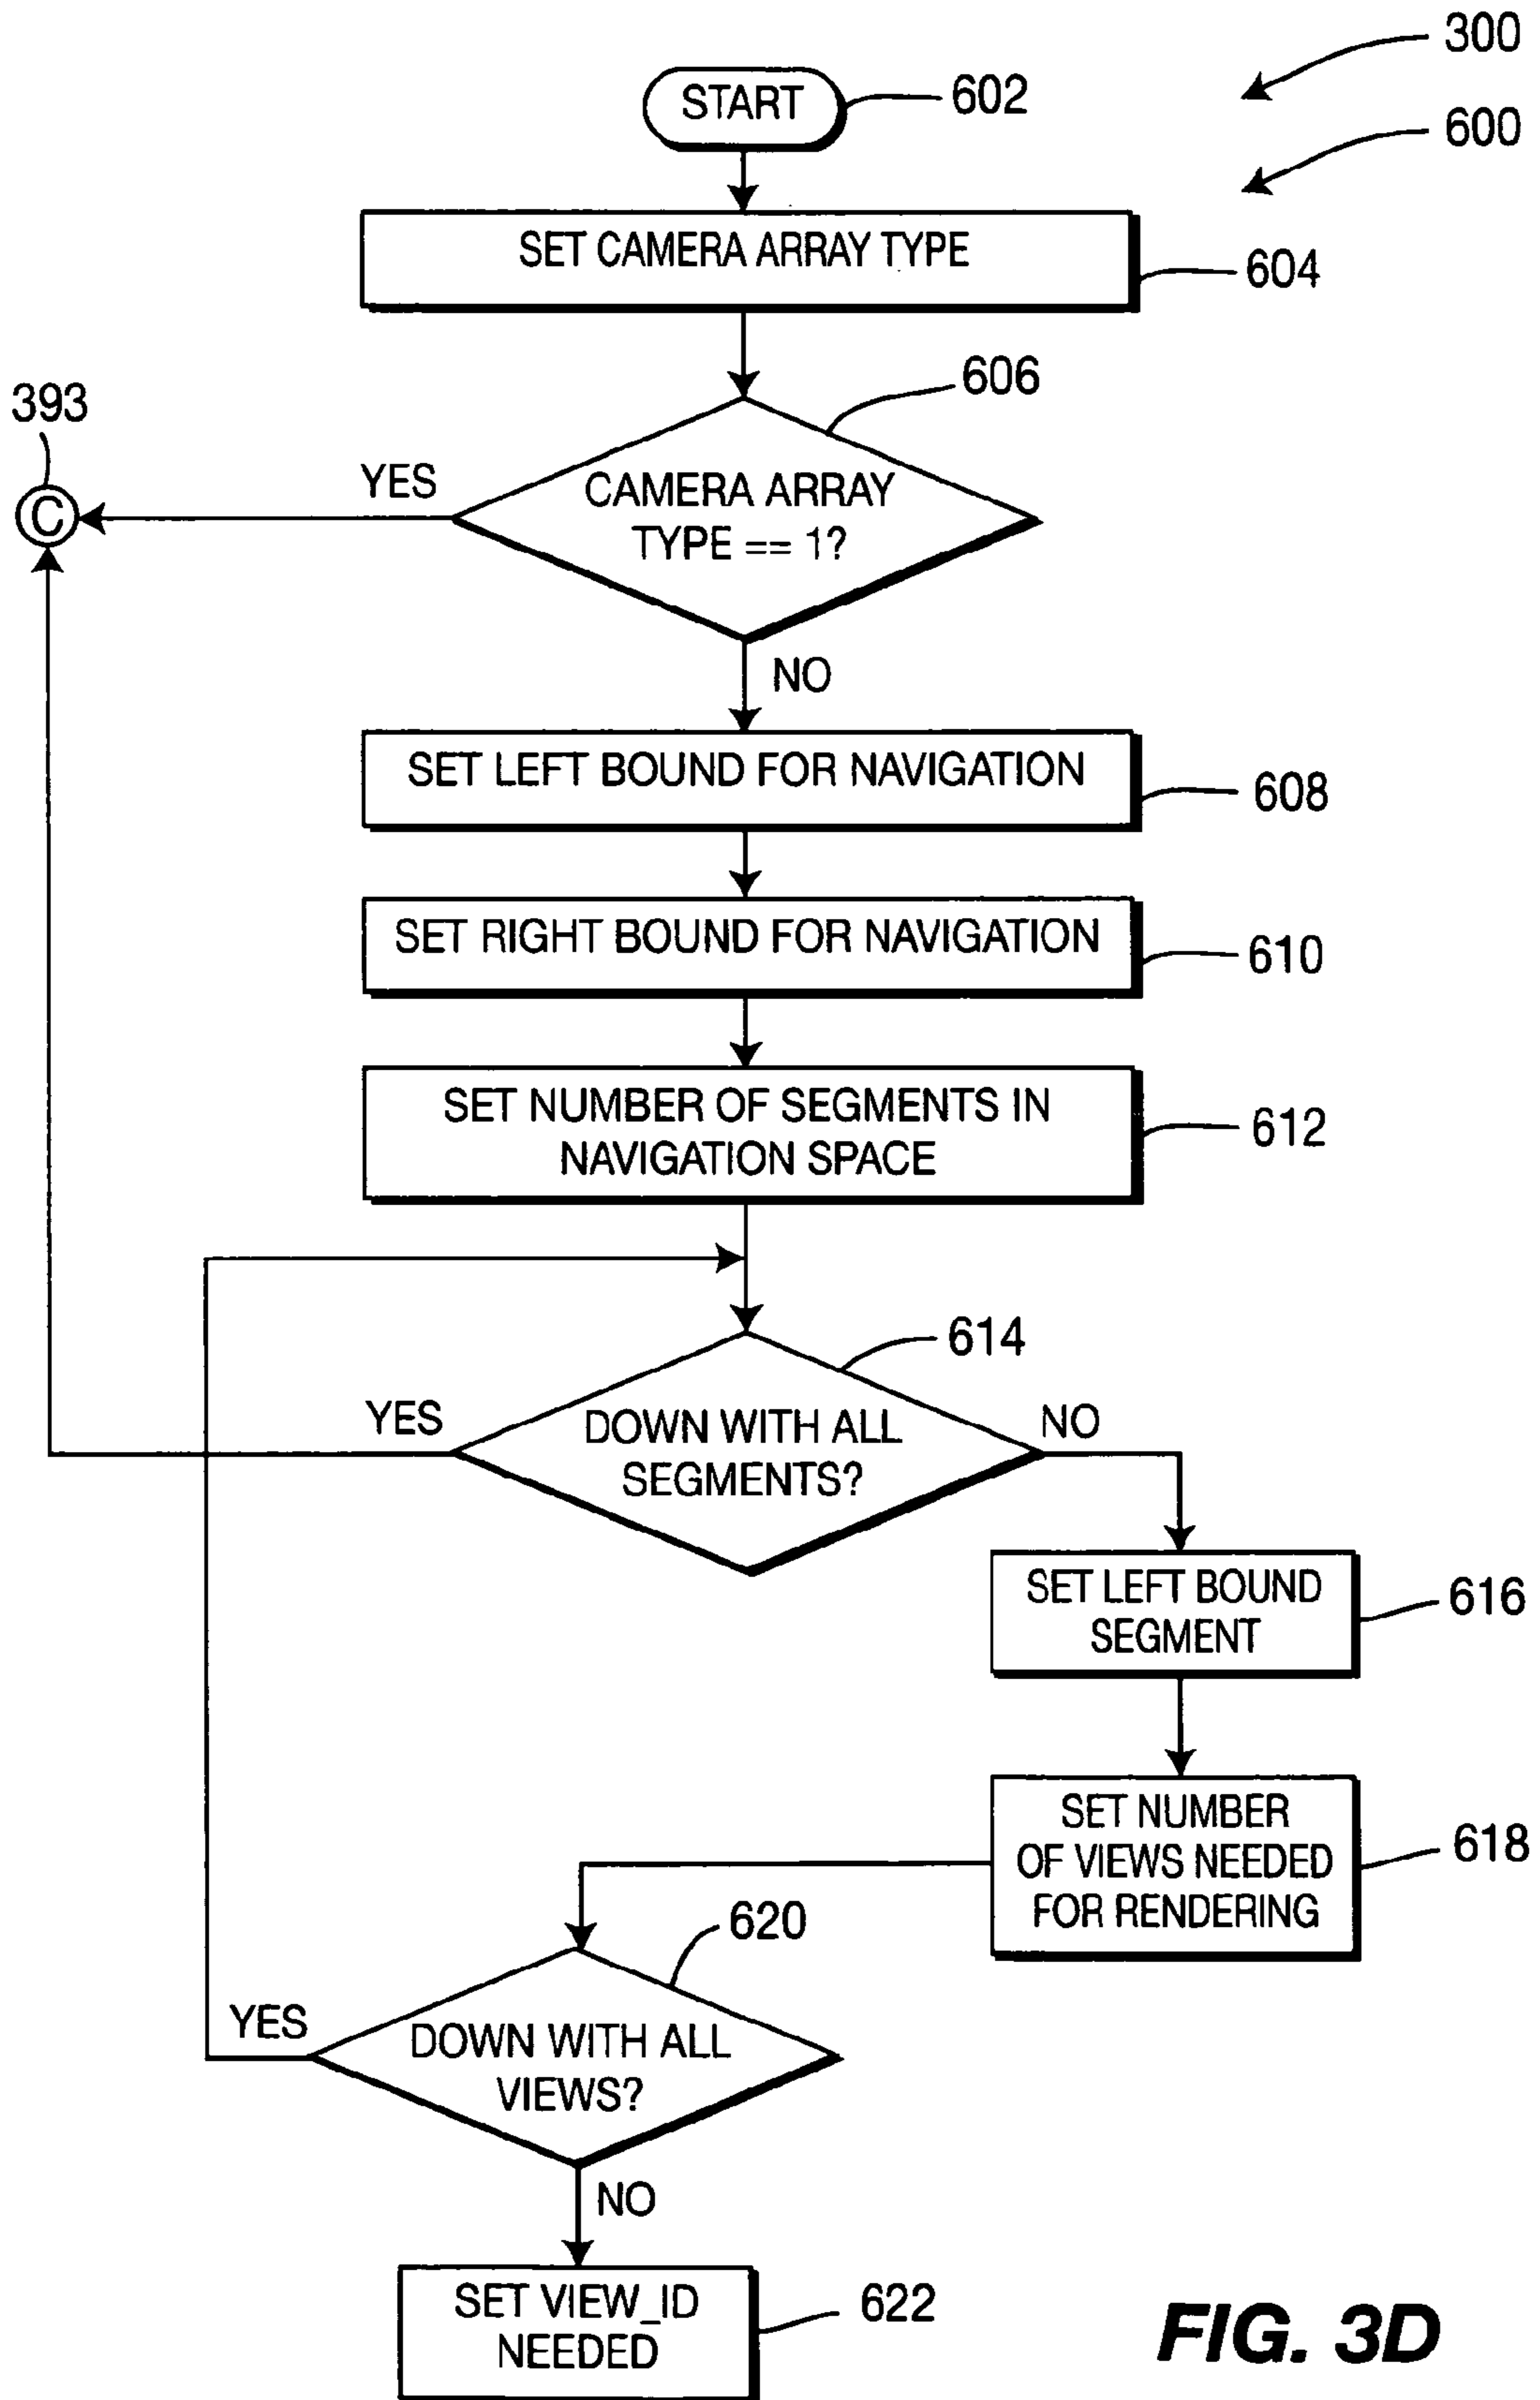 300
START
602
600
SET CAMERA ARRAY TYPE
604
606
393
YES
C
CAMERA ARRAY
TYPE == 1?
NO
SET LEFT BOUND FOR NAVIGATION
608
SET RIGHT BOUND FOR NAVIGATION
610
SET NUMBER OF SEGMENTS IN
NAVIGATION SPACE
612
614
YES
DOWN WITH ALL
SEGMENTS?
NO
SET LEFT BOUND
SEGMENT
616
SET NUMBER
OF VIEWS NEEDED
FOR RENDERING
618
620
YES
DOWN WITH ALL
VIEWS?
NO
SET VIEW_ID
NEEDED
622
FIG. 3D